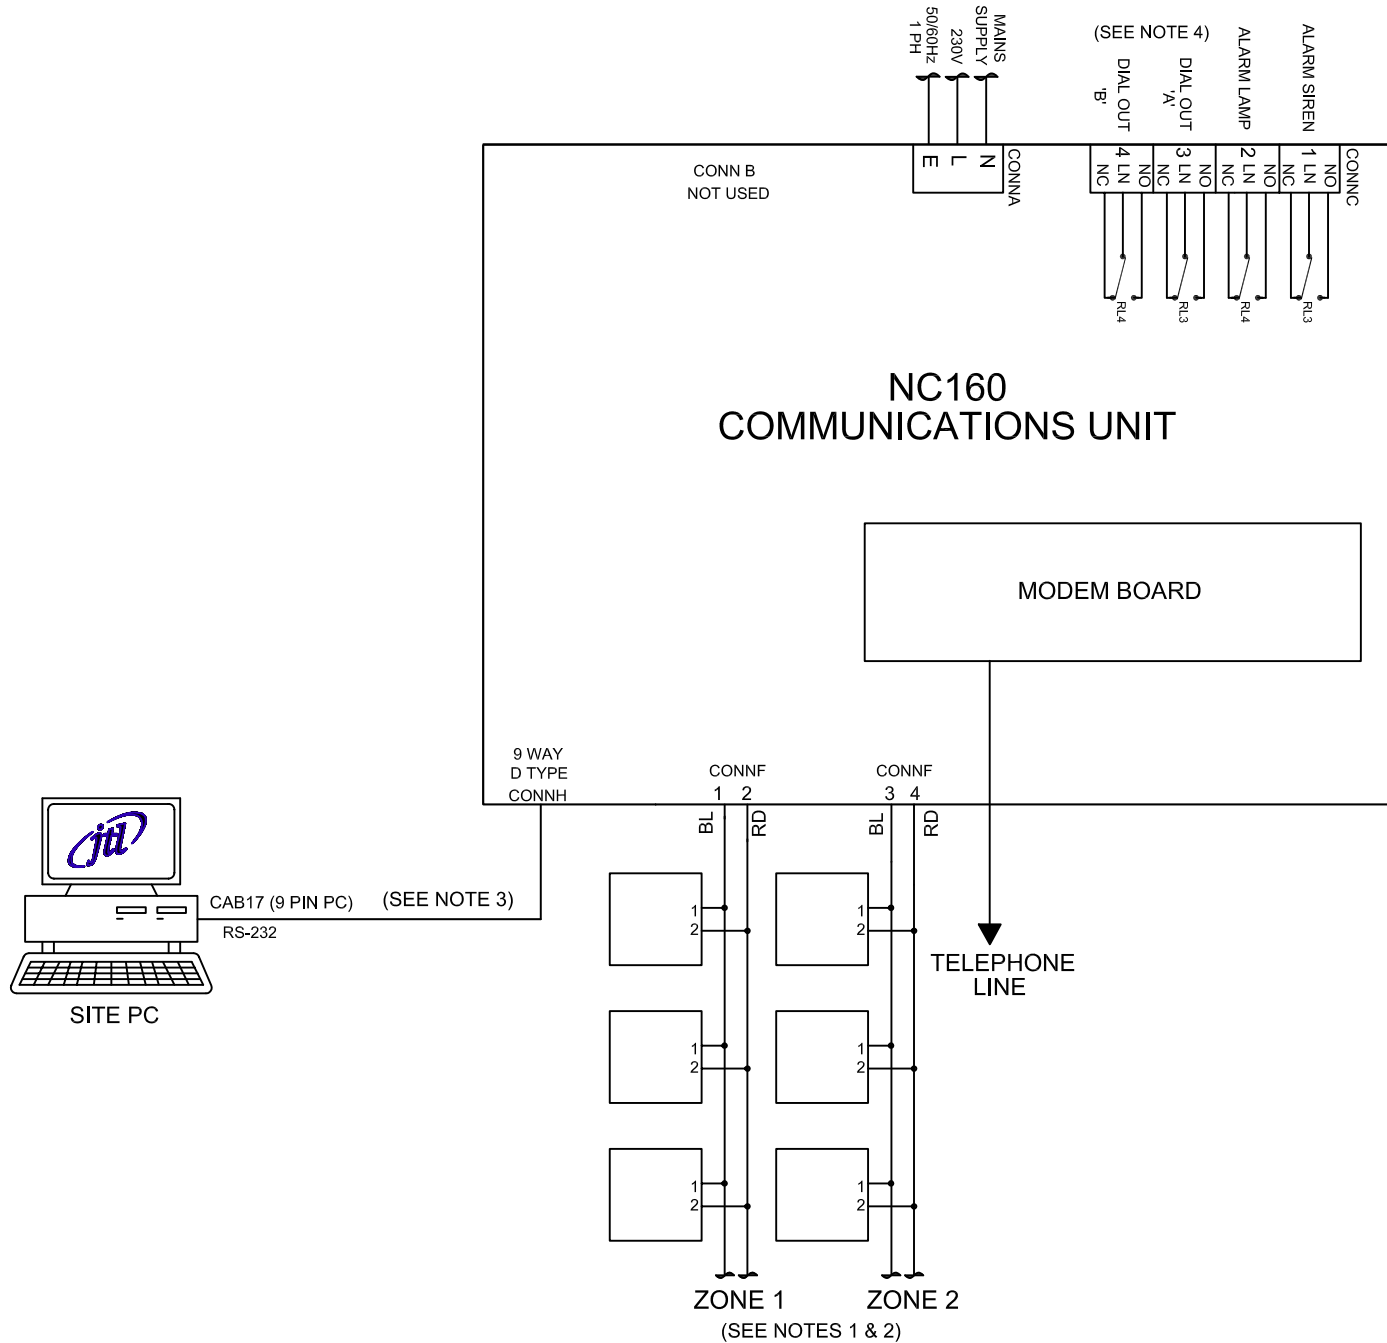 MAINS
SUPPLY
230V
50/60Hz
1 PH
(SEE NOTE 4)
DIAL OUT
'B'
DIAL OUT
'A'
ALARM LAMP
ALARM SIREN
CONN B
NOT USED
E
L
N
CONNA
NC
4 LN
NO
NC
3 LN
NO
NC
2 LN
NO
NC
1 LN
NO
CONNC
RL4
RL3
RL4
RL3
NC160
COMMUNICATIONS UNIT
MODEM BOARD
9 WAY
D TYPE
CONNH
CONNF
1 2
CONNF
3 4
BL
RD
BL
RD
jtl
CAB17 (9 PIN PC)
(SEE NOTE 3)
RS-232
SITE PC
1
2
1
2
TELEPHONE
LINE
1
2
1
2
1
2
1
2
ZONE 1
ZONE 2
(SEE NOTES 1 & 2)